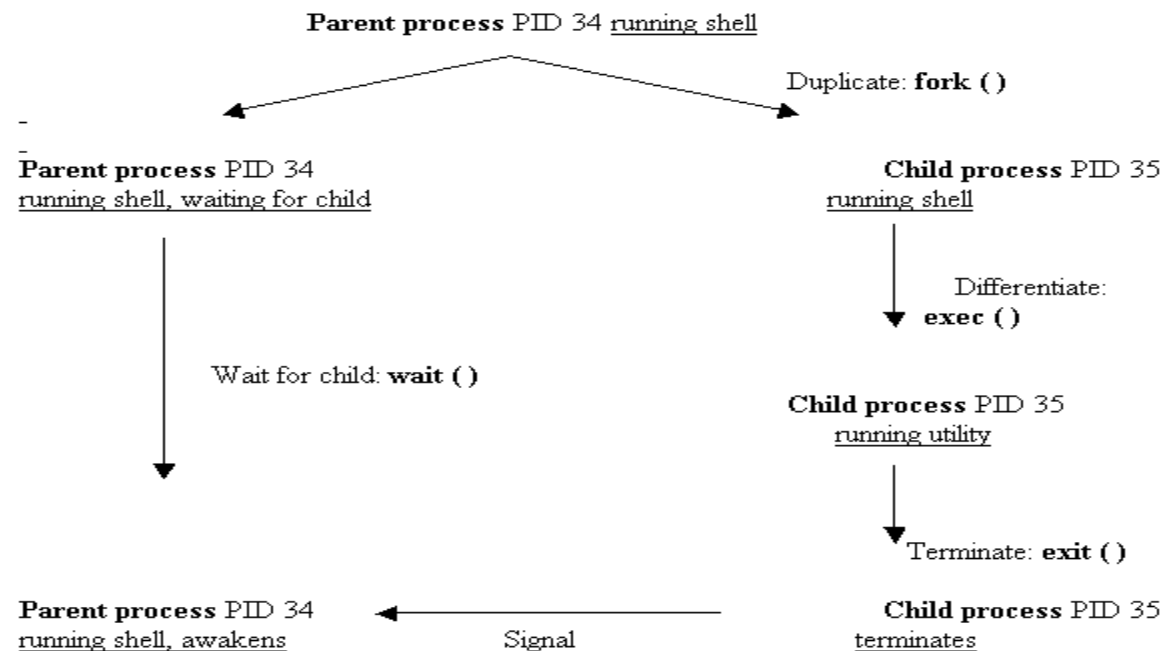 Parent process PID 34 running shell
Duplicate: fork ( )
Parent process PID 34
running shell, waiting for child
Child process PID 35
running shell
Differentiate:
exec ( )
Wait for child: wait ( )
Child process PID 35
running utility
Terminate: exit ( )
Parent process PID 34
running shell, awakens
Signal
Child process PID 35
terminates